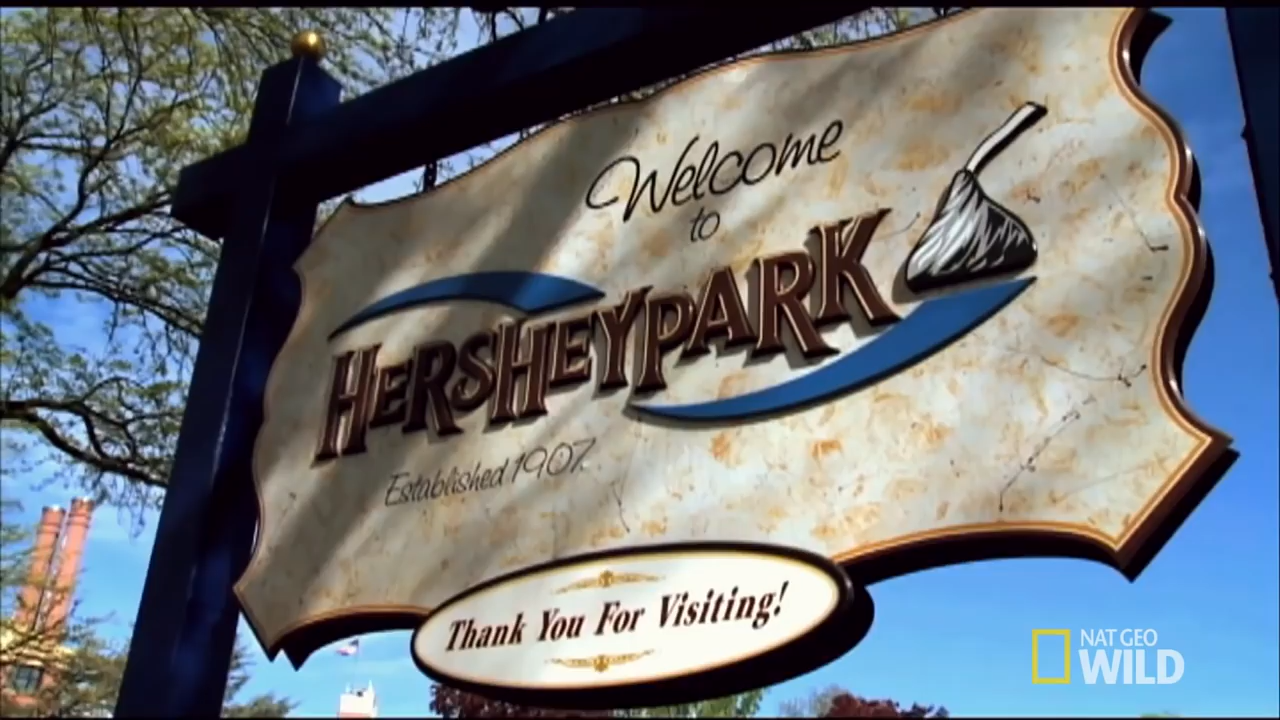 Welcome
to
HERSHEYPARK
Established 1907
Thank You For Visiting!
NAT GEO
WILD